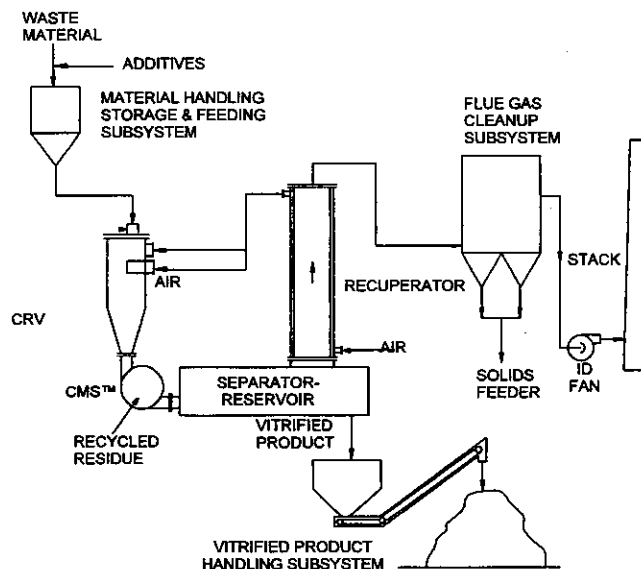 WASTE
MATERIAL
ADDITIVES
MATERIAL HANDLING
STORAGE & FEEDING
SUBSYSTEM
FLUE GAS
CLEANUP
SUBSYSTEM
STACK
AIR
RECUPERATOR
CRV
AIR
SEPARATOR-
RESERVOIR
SOLIDS
FEEDER
ID
FAN
CMS™
RECYCLED
RESIDUE
VITRIFIED
PRODUCT
VITRIFIED PRODUCT
HANDLING SUBSYSTEM